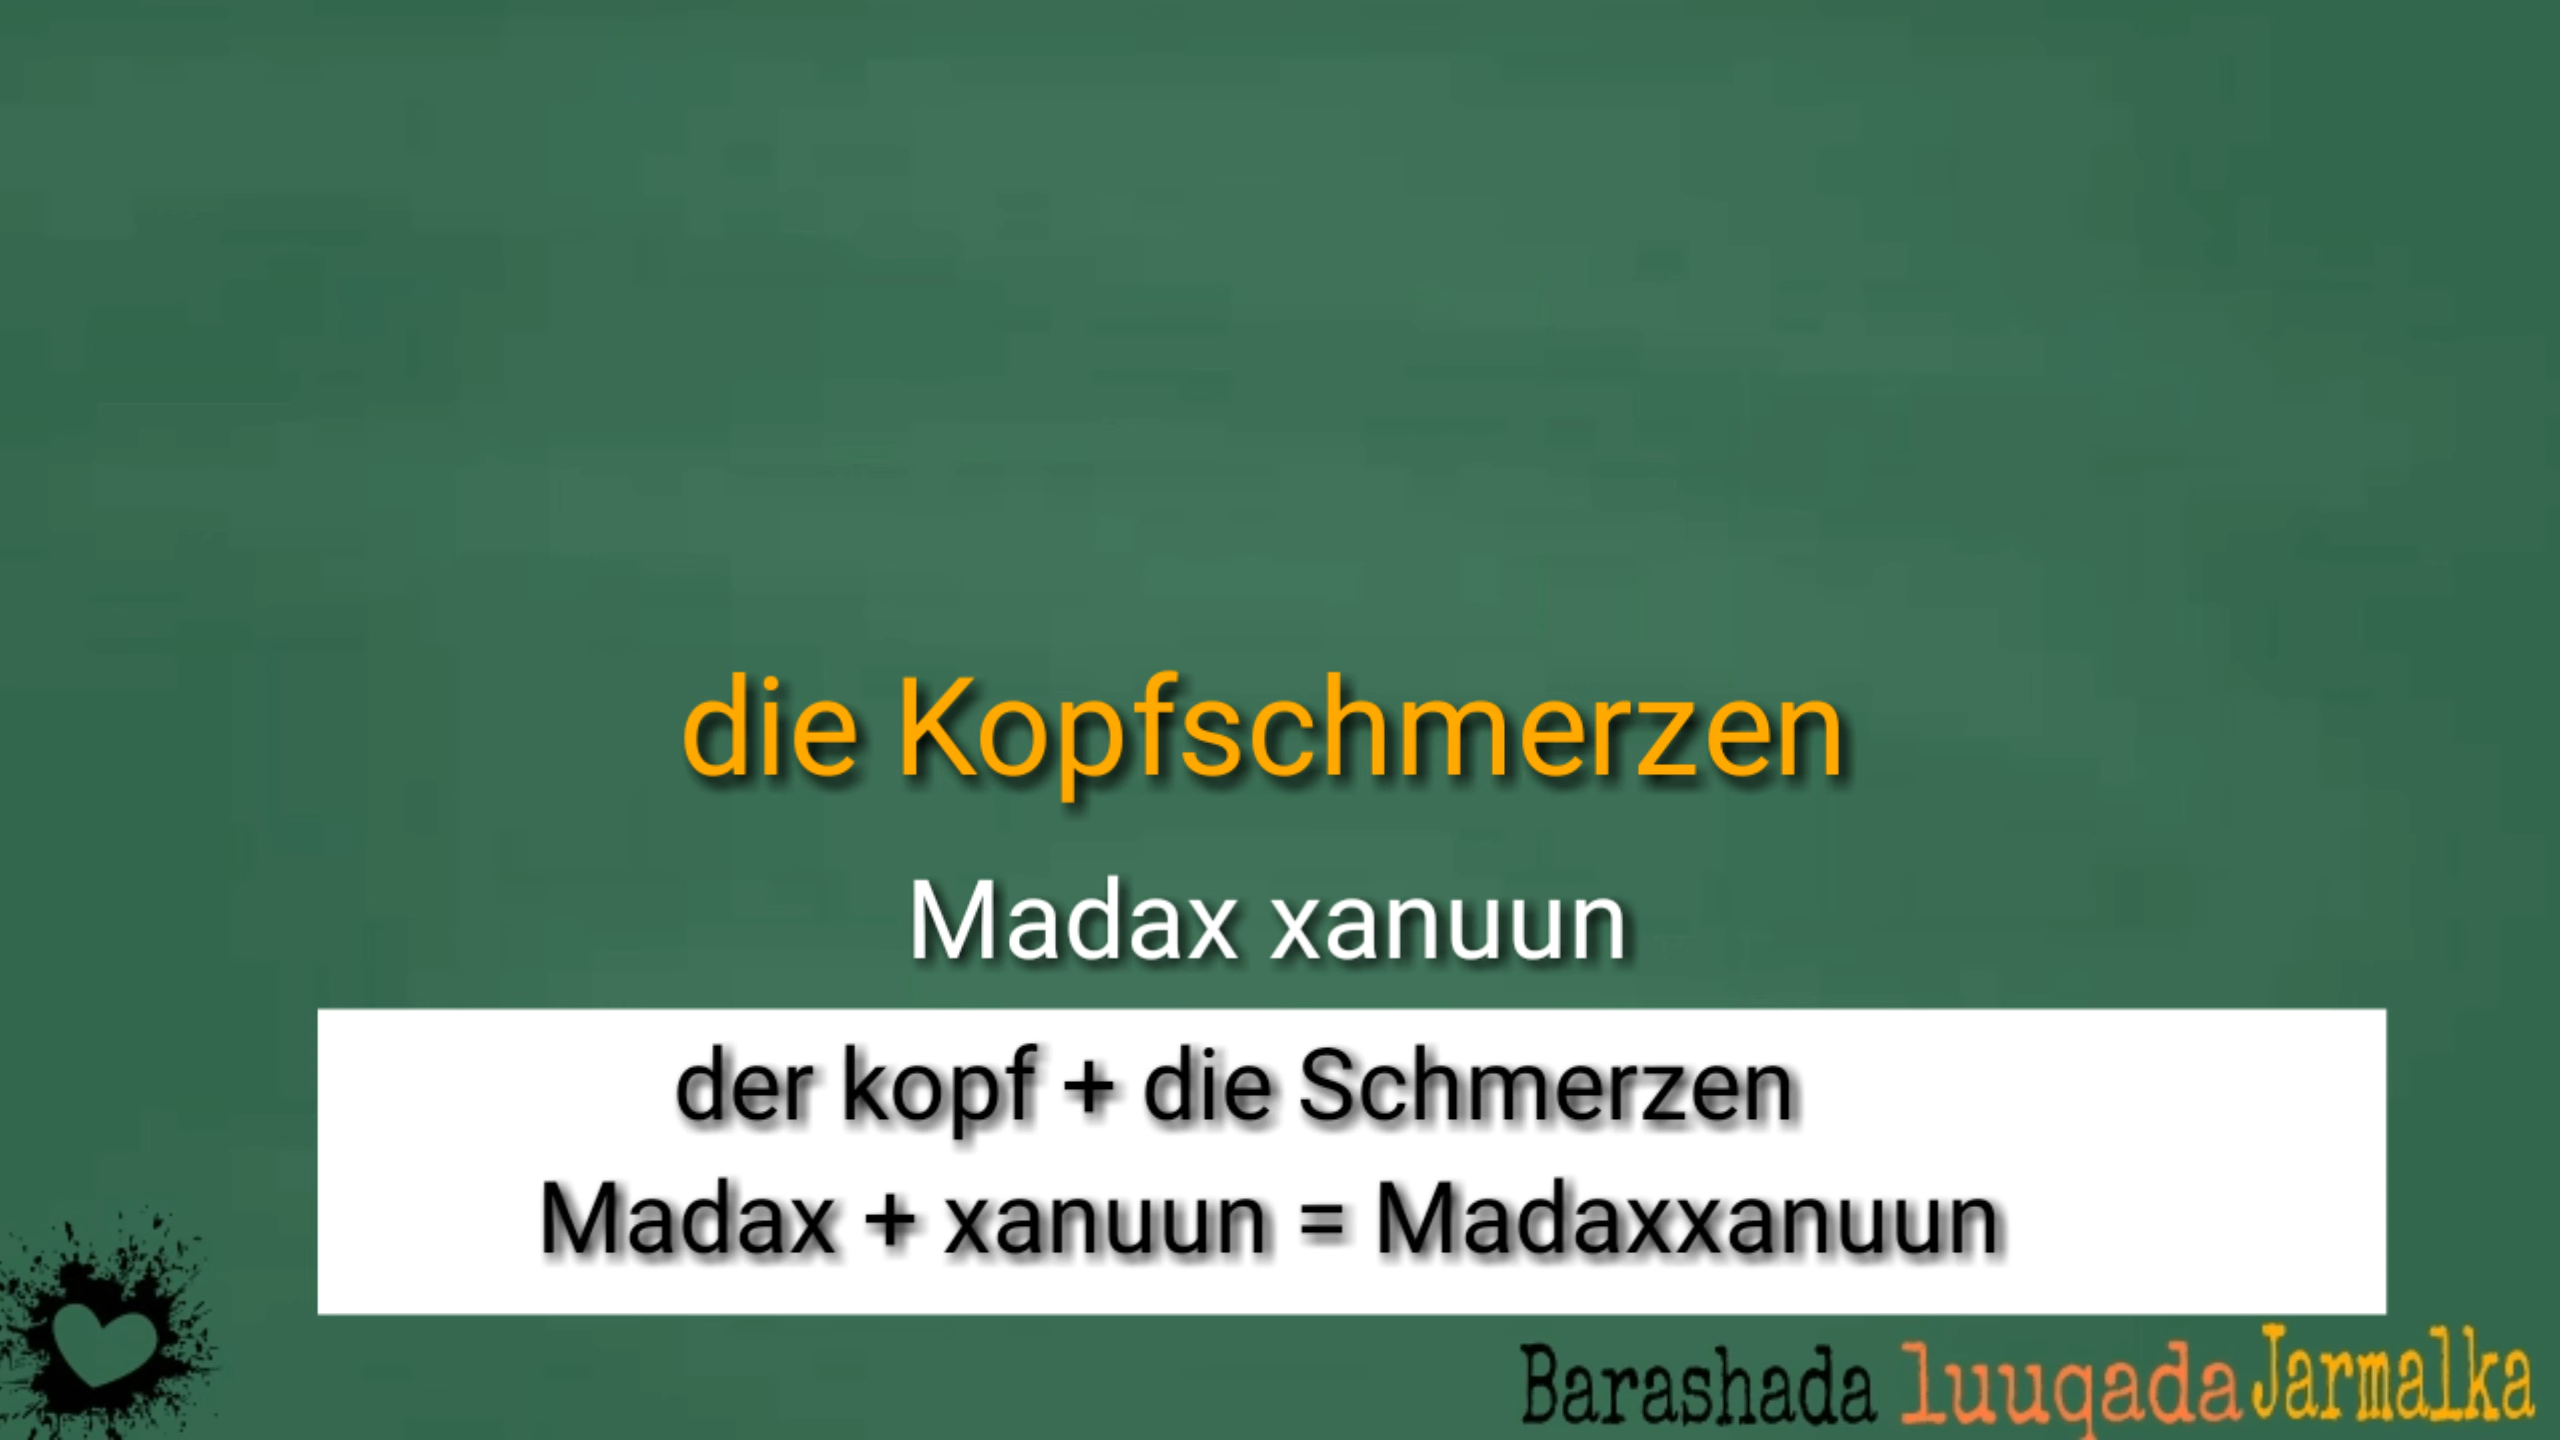 die Kopfschmerzen
Madax xanuun
der kopf + die Schmerzen
Madax + xanuun = Madaxxanuun
Barashada luuqada Jarmalka